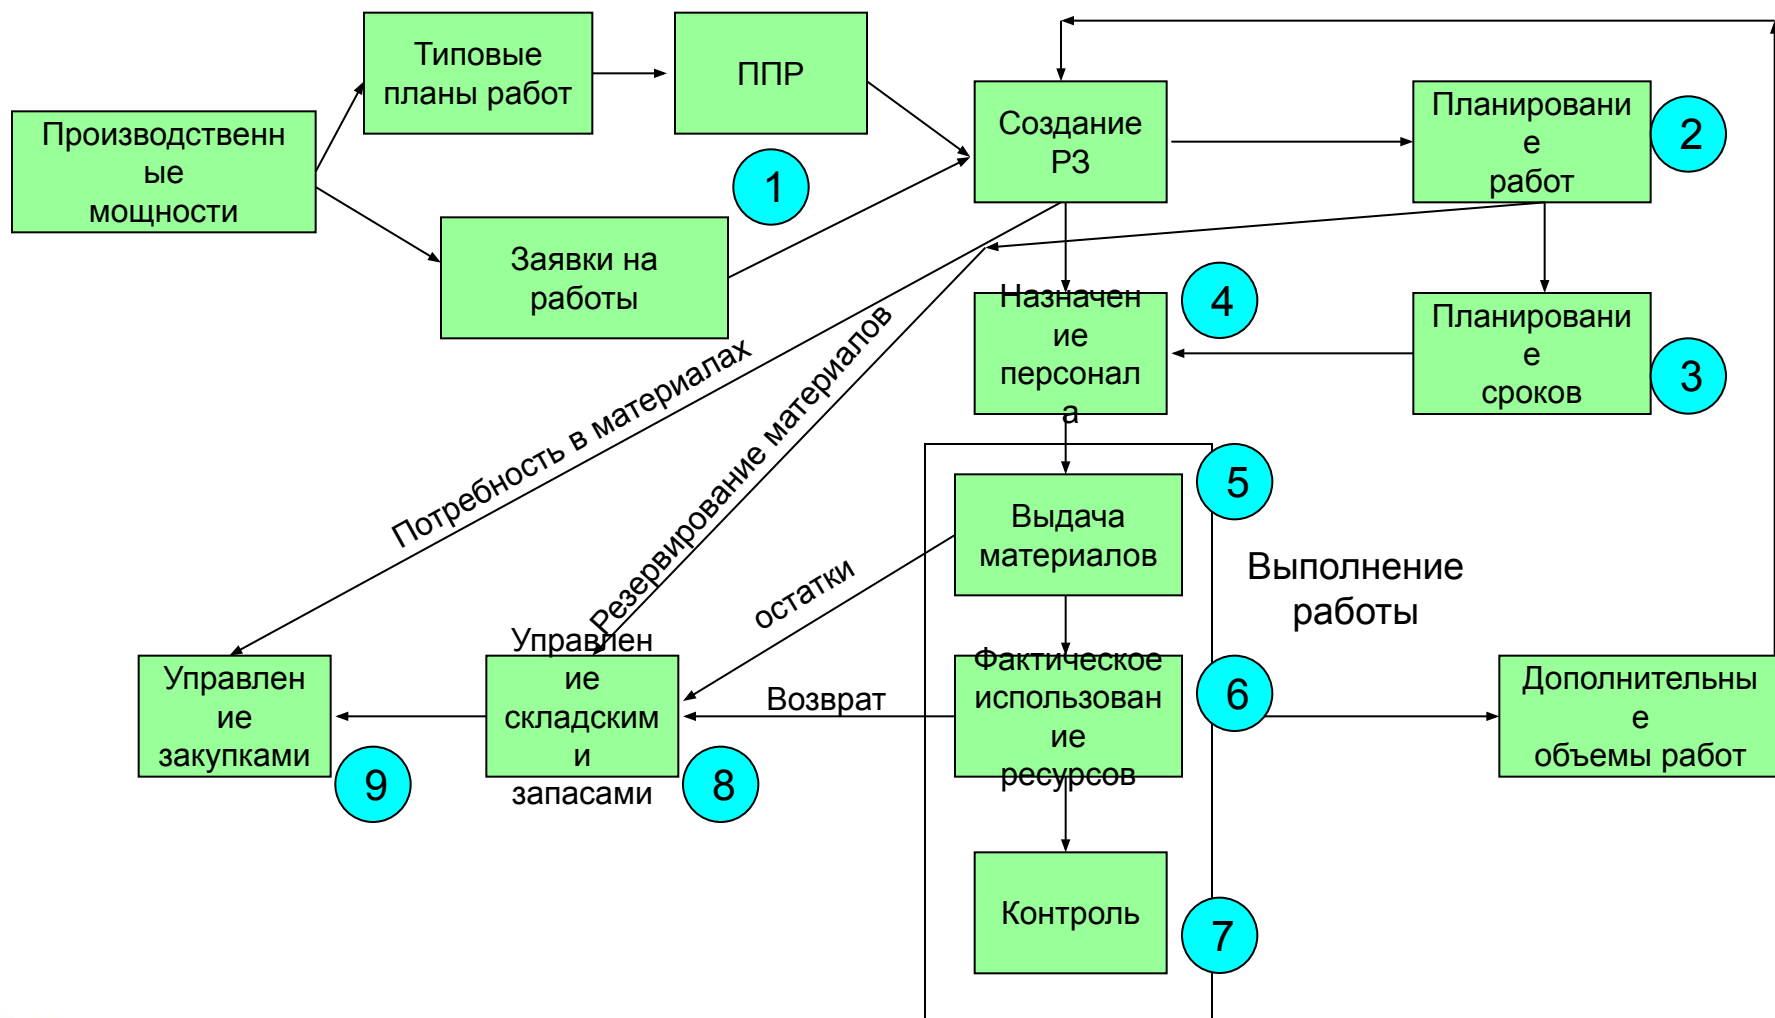 Типовые
планы работ
ППР
Производственн
ые
мощности
1
Заявки на
работы
Создание
РЗ
Планировани
е
работ
2
Назначен
ие
персонал
а
4
Планировани
е
сроков
3
Потребность в материалах
Резервирование материалов
остатки
Возврат
Выдача
материалов
5
Выполнение
работы
Управлен
ие
закупками
9
Управлен
ие
складским
и
запасами
8
Фактическое
использован
ие
ресурсов
6
Дополнительны
е
объемы работ
Контроль
7